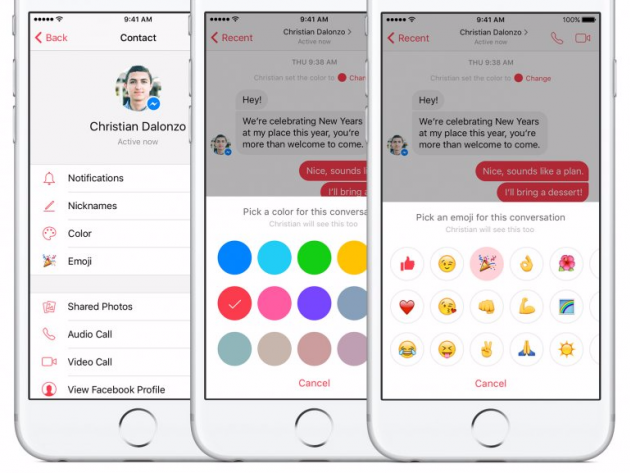 9:41 AM
Back
Contact
Christian Dalonzo
Active now
Notifications
Nicknames
Color
Emoji
Shared Photos
Audio Call
Video Call
View Facebook Profile
9:41 AM
Recent
Christian Dalonzo
Active now
THU 9:38 AM
Christian set the color to Chan
Hey!
We're celebrating New Years
at my place this year, you're
more than welcome to come.
Nice, sounds li
I'll bring a
Pick a color for this conversa
Christian will see this too
Cancel
9:41 AM 100%
Recent
Christian Dalonzo
Active now
THU 9:38 AM
Christian set the color to Change
Hey!
We're celebrating New Years
at my place this year, you're
more than welcome to come.
Nice, sounds like a plan.
I'll bring a dessert!
Pick an emoji for this conversation
Christian will see this too
Cancel